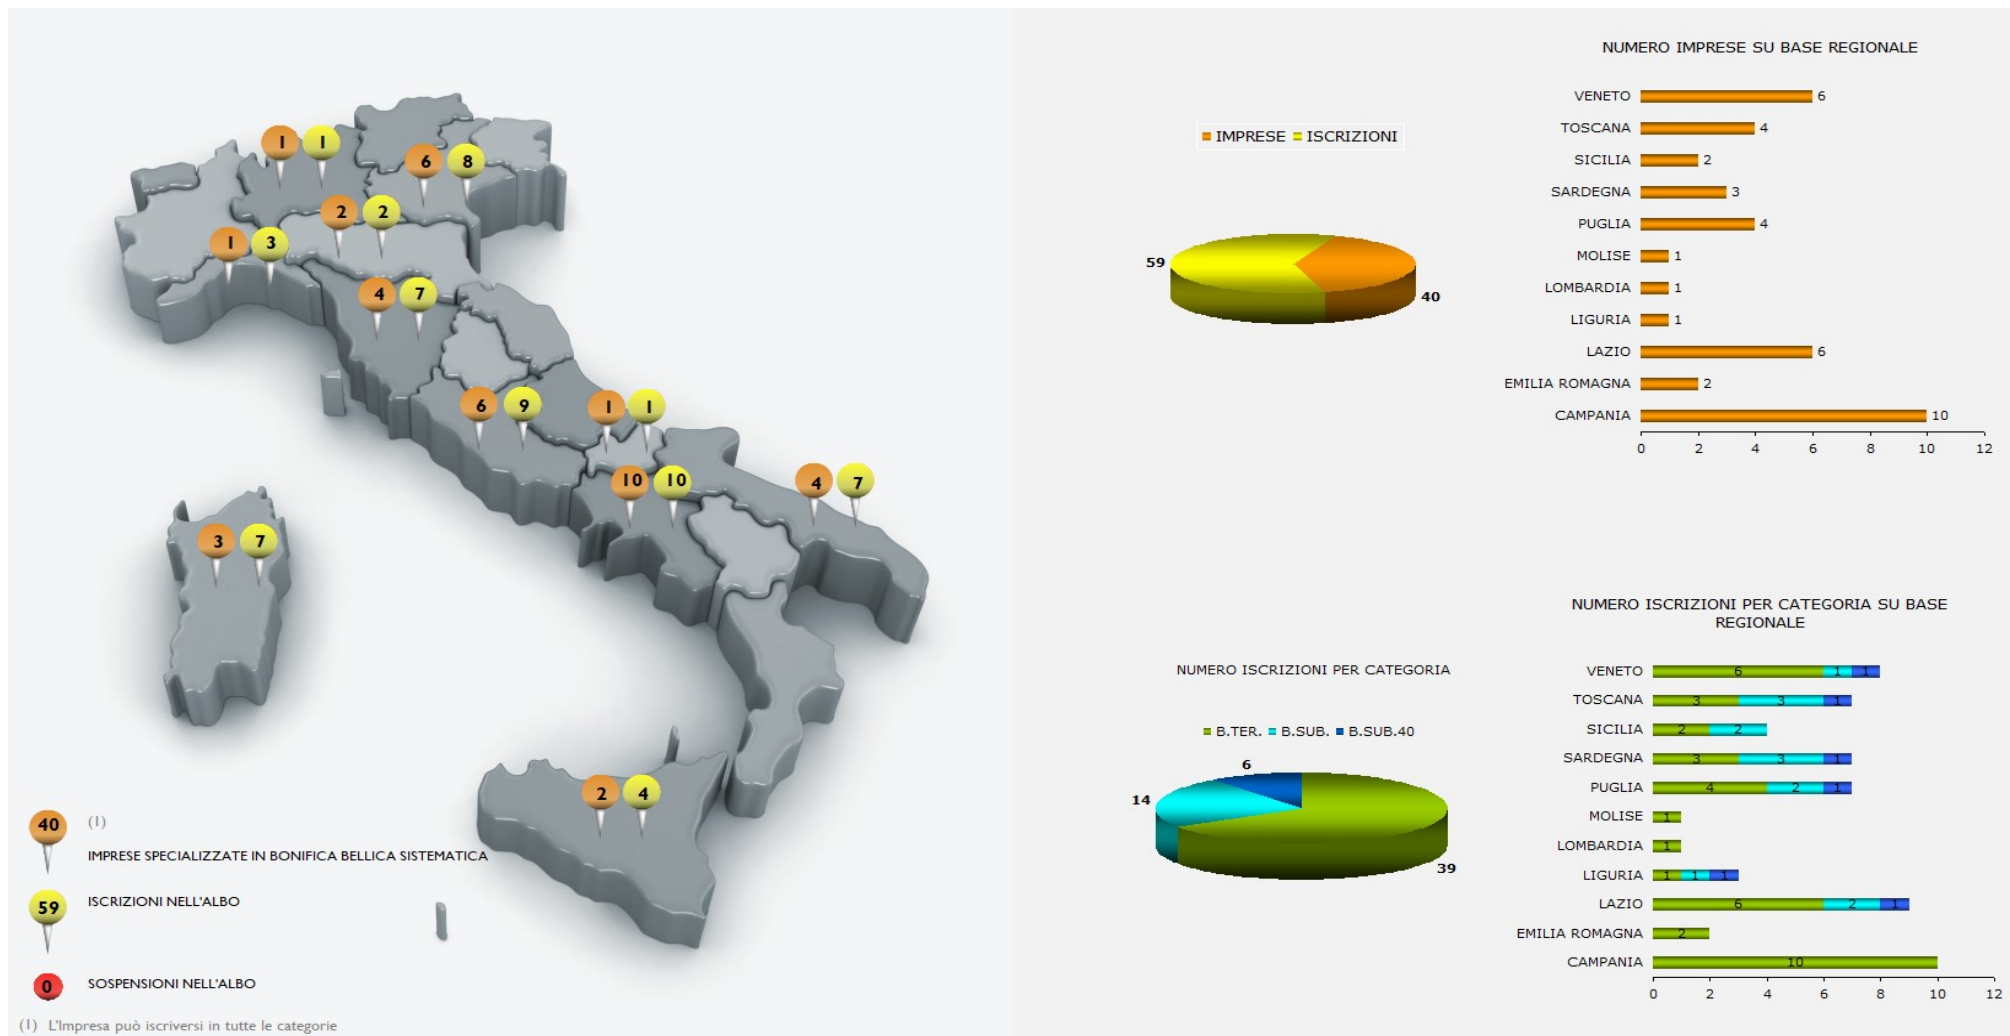 1 1
6 8
2 2
1 3
4 7
6 9
1 1
10 10
4 7
3 7
2 4
40 (1)
IMPRESE SPECIALIZZATE IN BONIFICA BELLICA SISTEMATICA
59 ISCRIZIONI NELL'ALBO
0 SOSPENSIONI NELL'ALBO
(1) L'Impresa può iscriversi in tutte le categorie
IMPRESE ISCRIZIONI
59
40
NUMERO IMPRESE SU BASE REGIONALE
VENETO 6
TOSCANA 4
SICILIA 2
SARDEGNA 3
PUGLIA 4
MOLISE 1
LOMBARDIA 1
LIGURIA 1
LAZIO 6
EMILIA ROMAGNA 2
CAMPANIA 10
0 2 4 6 8 10 12
NUMERO ISCRIZIONI PER CATEGORIA
B.TER. B.SUB. B.SUB.40
6
14
39
NUMERO ISCRIZIONI PER CATEGORIA SU BASE
REGIONALE
VENETO 6 1 1
TOSCANA 3 3 1
SICILIA 2 2
SARDEGNA 3 3 1
PUGLIA 4 2 1
MOLISE 1
LOMBARDIA 1
LIGURIA 1 1 1
LAZIO 6 2 1
EMILIA ROMAGNA 2
CAMPANIA 10
0 2 4 6 8 10 12